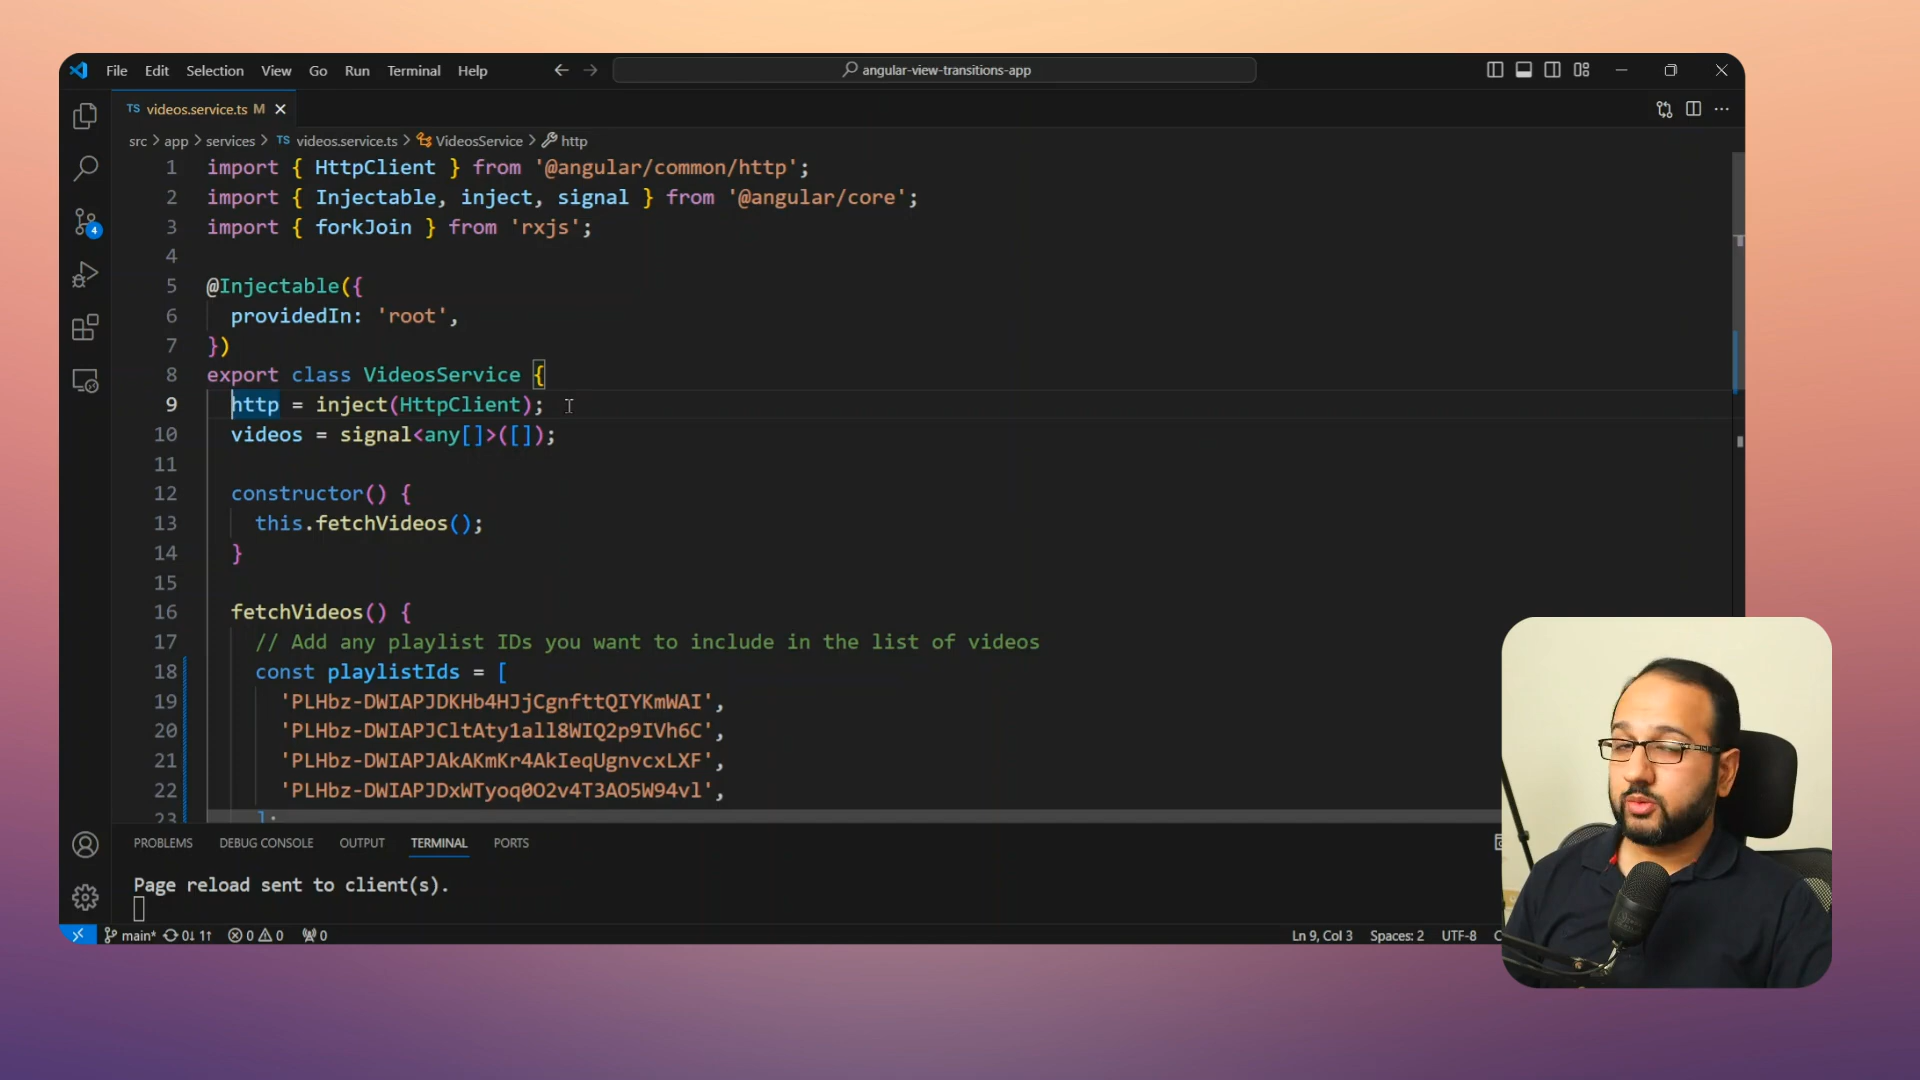 File Edit Selection View Go Run Terminal Help
angular-view-transitions-app
TS videos.service.ts M
src > app > services > TS videos.service.ts > VideosService > http
1 import { HttpClient } from '@angular/common/http';
2 import { Injectable, inject, signal } from '@angular/core';
3 import { forkJoin } from 'rxjs';
4
5 @Injectable({
6 providedIn: 'root',
7 })
8 export class VideosService {
9 http = inject(HttpClient);
10 videos = signal<any[]>([]);
11
12 constructor() {
13 this.fetchVideos();
14 }
15
16 fetchVideos() {
17 // Add any playlist IDs you want to include in the list of videos
18 const playlistIds = [
19 'PLHbz-DWIAPJDKHb4HJjCgnfttQIYKmWAI',
20 'PLHbz-DWIAPJCltAty1all8WIQ2p9IVh6C',
21 'PLHbz-DWIAPJAkAKmKr4AkIeqUgnvcxLXF',
22 'PLHbz-DWIAPJDxWTyoq0O2v4T3AO5W94vl',
23 ];
4
PROBLEMS DEBUG CONSOLE OUTPUT TERMINAL PORTS
Page reload sent to client(s).
main* 0↓ 1↑ 0 0 0
Ln 9, Col 3 Spaces: 2 UTF-8